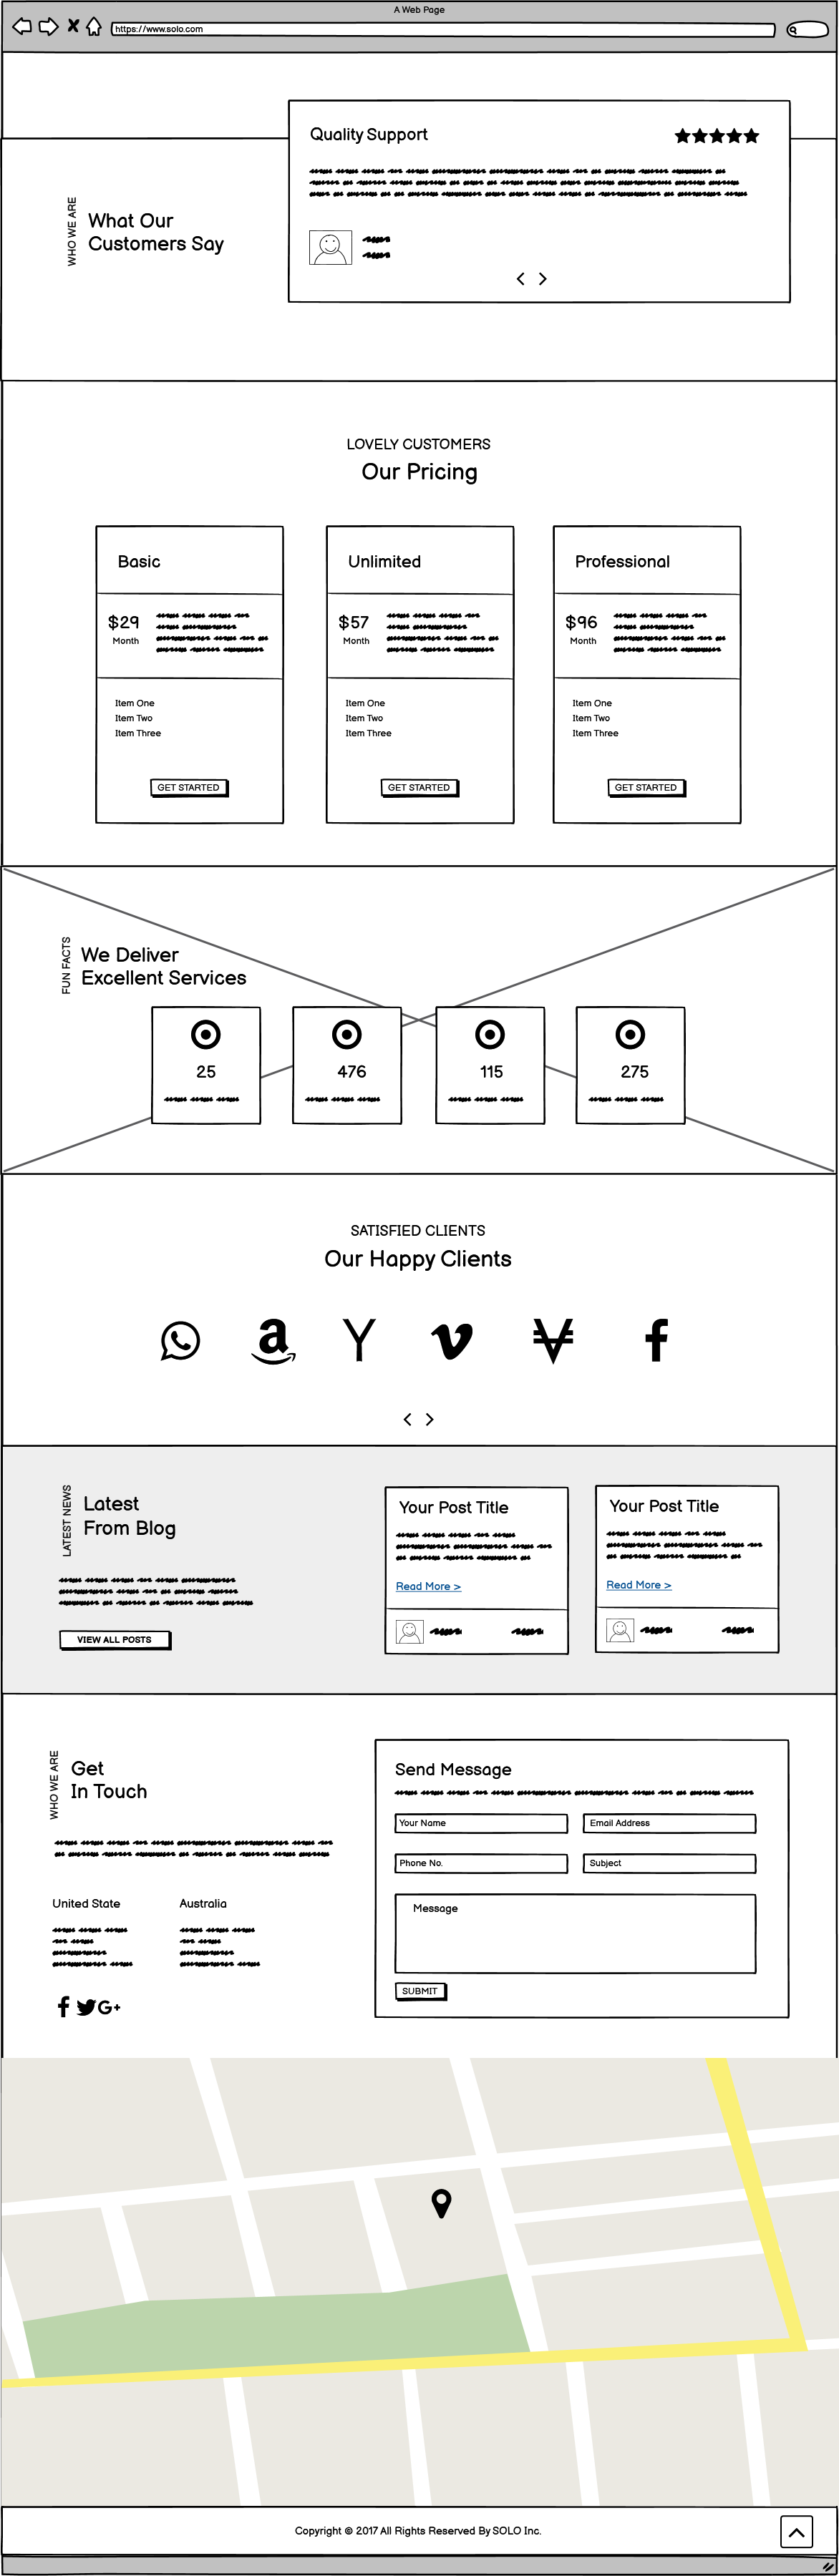 A Web Page
https://www.solo.com
Quality Support
WHO WE ARE
What Our
Customers Say
LOVELY CUSTOMERS
Our Pricing
Basic
$29
Month
Item One
Item Two
Item Three
GET STARTED
Unlimited
$57
Month
Item One
Item Two
Item Three
GET STARTED
Professional
$96
Month
Item One
Item Two
Item Three
GET STARTED
FUN FACTS
We Deliver
Excellent Services
25
476
115
275
SATISFIED CLIENTS
Our Happy Clients
LATEST NEWS
Latest
From Blog
VIEW ALL POSTS
Your Post Title
Read More >
Your Post Title
Read More >
WHO WE ARE
Get
In Touch
United State
Australia
Send Message
Your Name
Email Address
Phone No.
Subject
Message
SUBMIT
Copyright © 2017 All Rights Reserved By SOLO Inc.